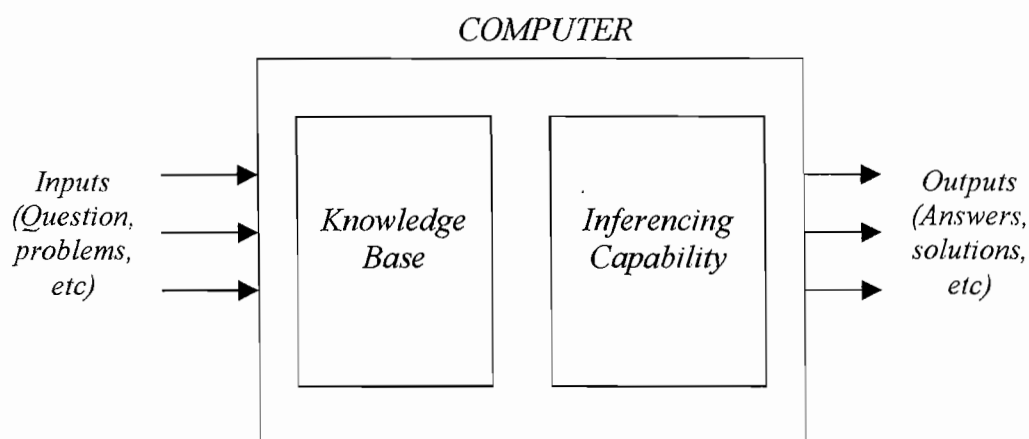 COMPUTER
Inputs
(Question,
problems,
etc)
Knowledge
Base
Inferencing
Capability
Outputs
(Answers,
solutions,
etc)